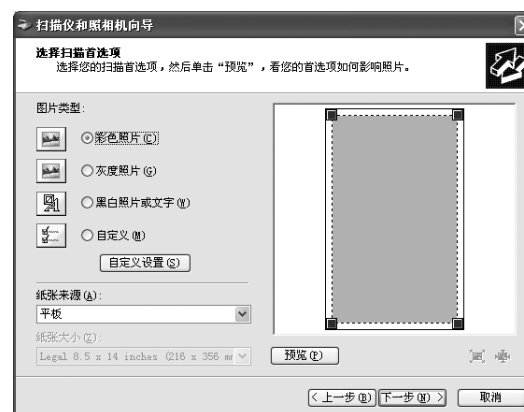 扫描仪和照相机向导
选择扫描首选项
选择您的扫描首选项，然后单击“预览”，看您的首选项如何影响照片。
图片类型:
彩色照片(C)
灰度照片(G)
黑白照片或文字(W)
自定义(M)
自定义设置(S)
纸张来源(A):
平板
纸张大小(Z):
Legal 8.5 x 14 inches (216 x 356 m
预览(P)
< 上一步(B) 下一步(N) > 取消